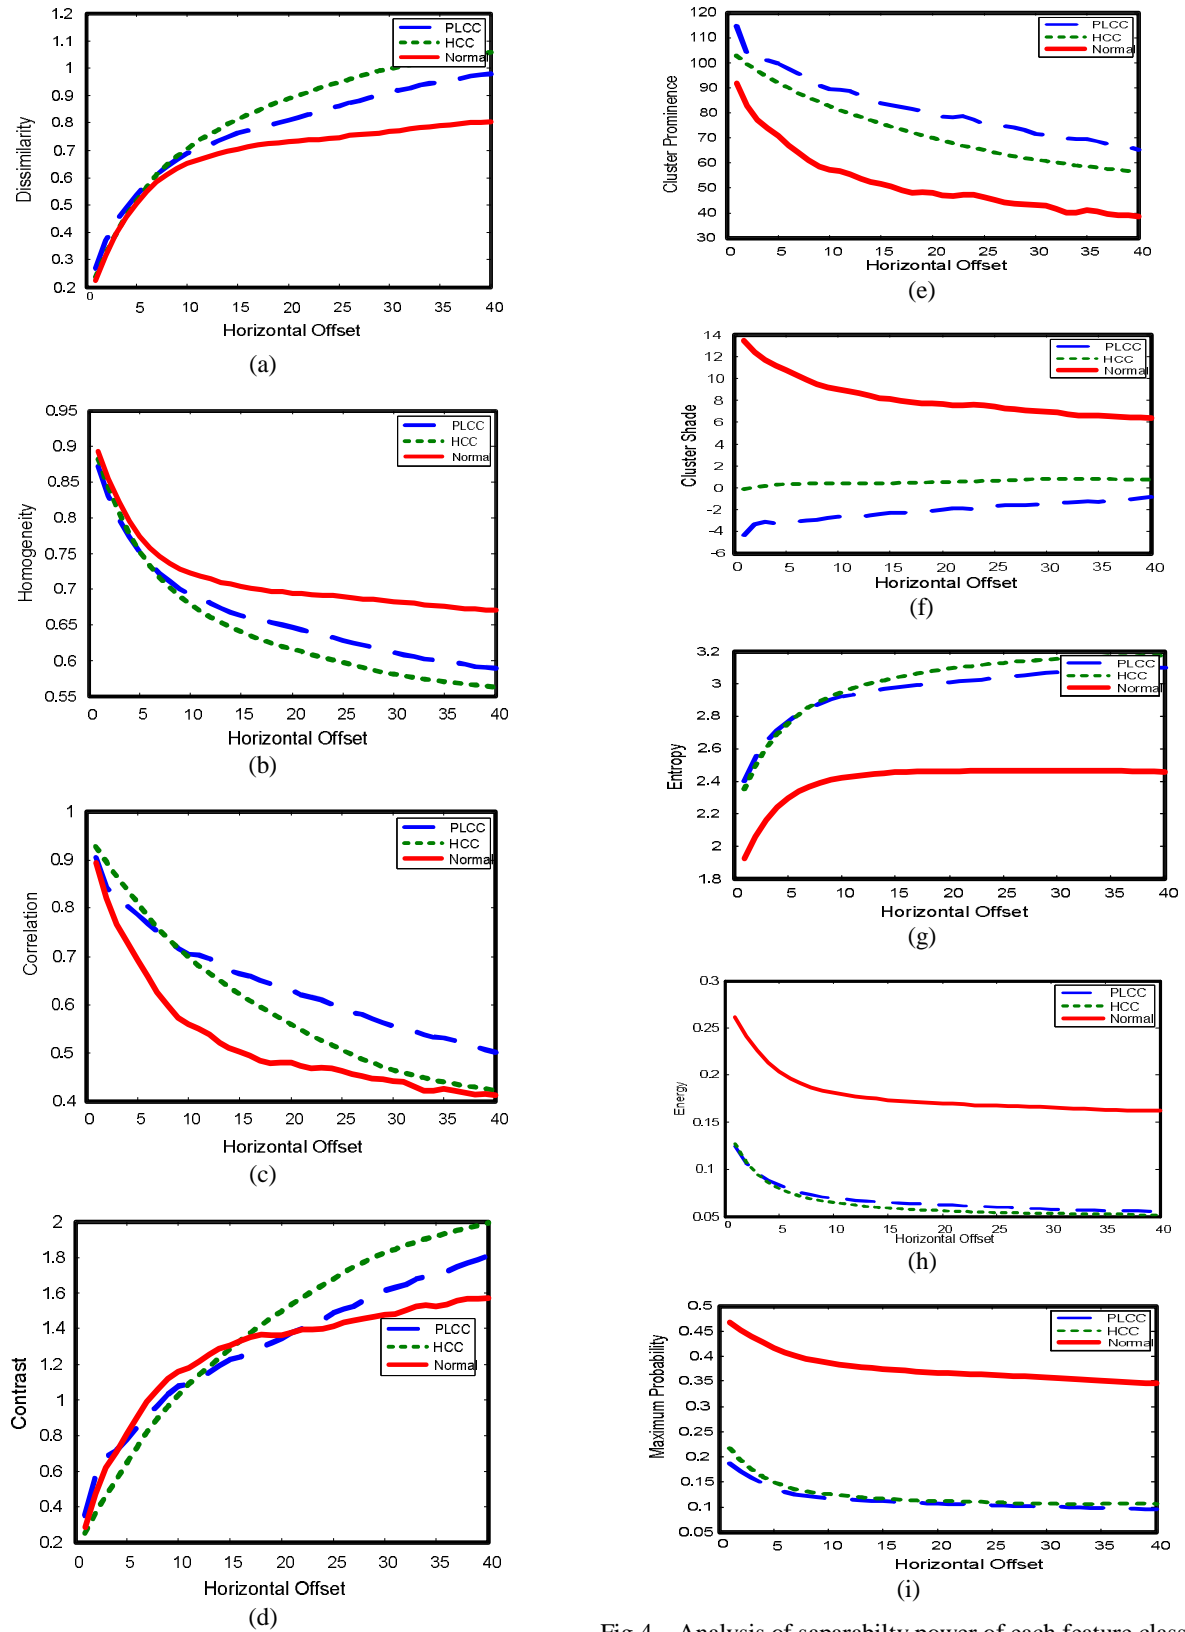 1.2
1.1
1
0.9
0.8
0.7
0.6
0.5
0.4
0.3
0.2
Dissimilarity
PLCC
HCC
Normal
0 5 10 15 20 25 30 35 40
Horizontal Offset
(a)
0.95
0.9
0.85
0.8
0.75
0.7
0.65
0.6
0.55
Homogeneity
PLCC
HCC
Norma
0 5 10 15 20 25 30 35 40
Horizontal Offset
(b)
1
0.9
0.8
0.7
0.6
0.5
0.4
Correlation
PLCC
HCC
Normal
0 5 10 15 20 25 30 35 40
Horizontal Offset
(c)
2
1.8
1.6
1.4
1.2
1
0.8
0.6
0.4
0.2
Contrast
PLCC
HCC
Normal
0 5 10 15 20 25 30 35 40
Horizontal Offset
(d)
120
110
100
90
80
70
60
50
40
30
Cluster Prominence
PLCC
HCC
Normal
0 5 10 15 20 25 30 35 40
Horizontal Offset
(e)
14
12
10
8
6
4
2
0
-2
-4
-6
Cluster Shade
PLCC
HCC
Normal
0 5 10 15 20 25 30 35 40
Horizontal Offset
(f)
3.2
3
2.8
2.6
2.4
2.2
2
1.8
Entropy
PLCC
HCC
Normal
0 5 10 15 20 25 30 35 40
Horizontal Offset
(g)
0.3
0.25
0.2
0.15
0.1
0.05
Energy
PLCC
HCC
Normal
0 5 10 15 20 25 30 35 40
Horizontal Offset
(h)
0.5
0.45
0.4
0.35
0.3
0.25
0.2
0.15
0.1
0.05
Maximum Probability
PLCC
HCC
Normal
0 5 10 15 20 25 30 35 40
Horizontal Offset
(i)
Fig 4. Analysis of separabilty power of each feature class